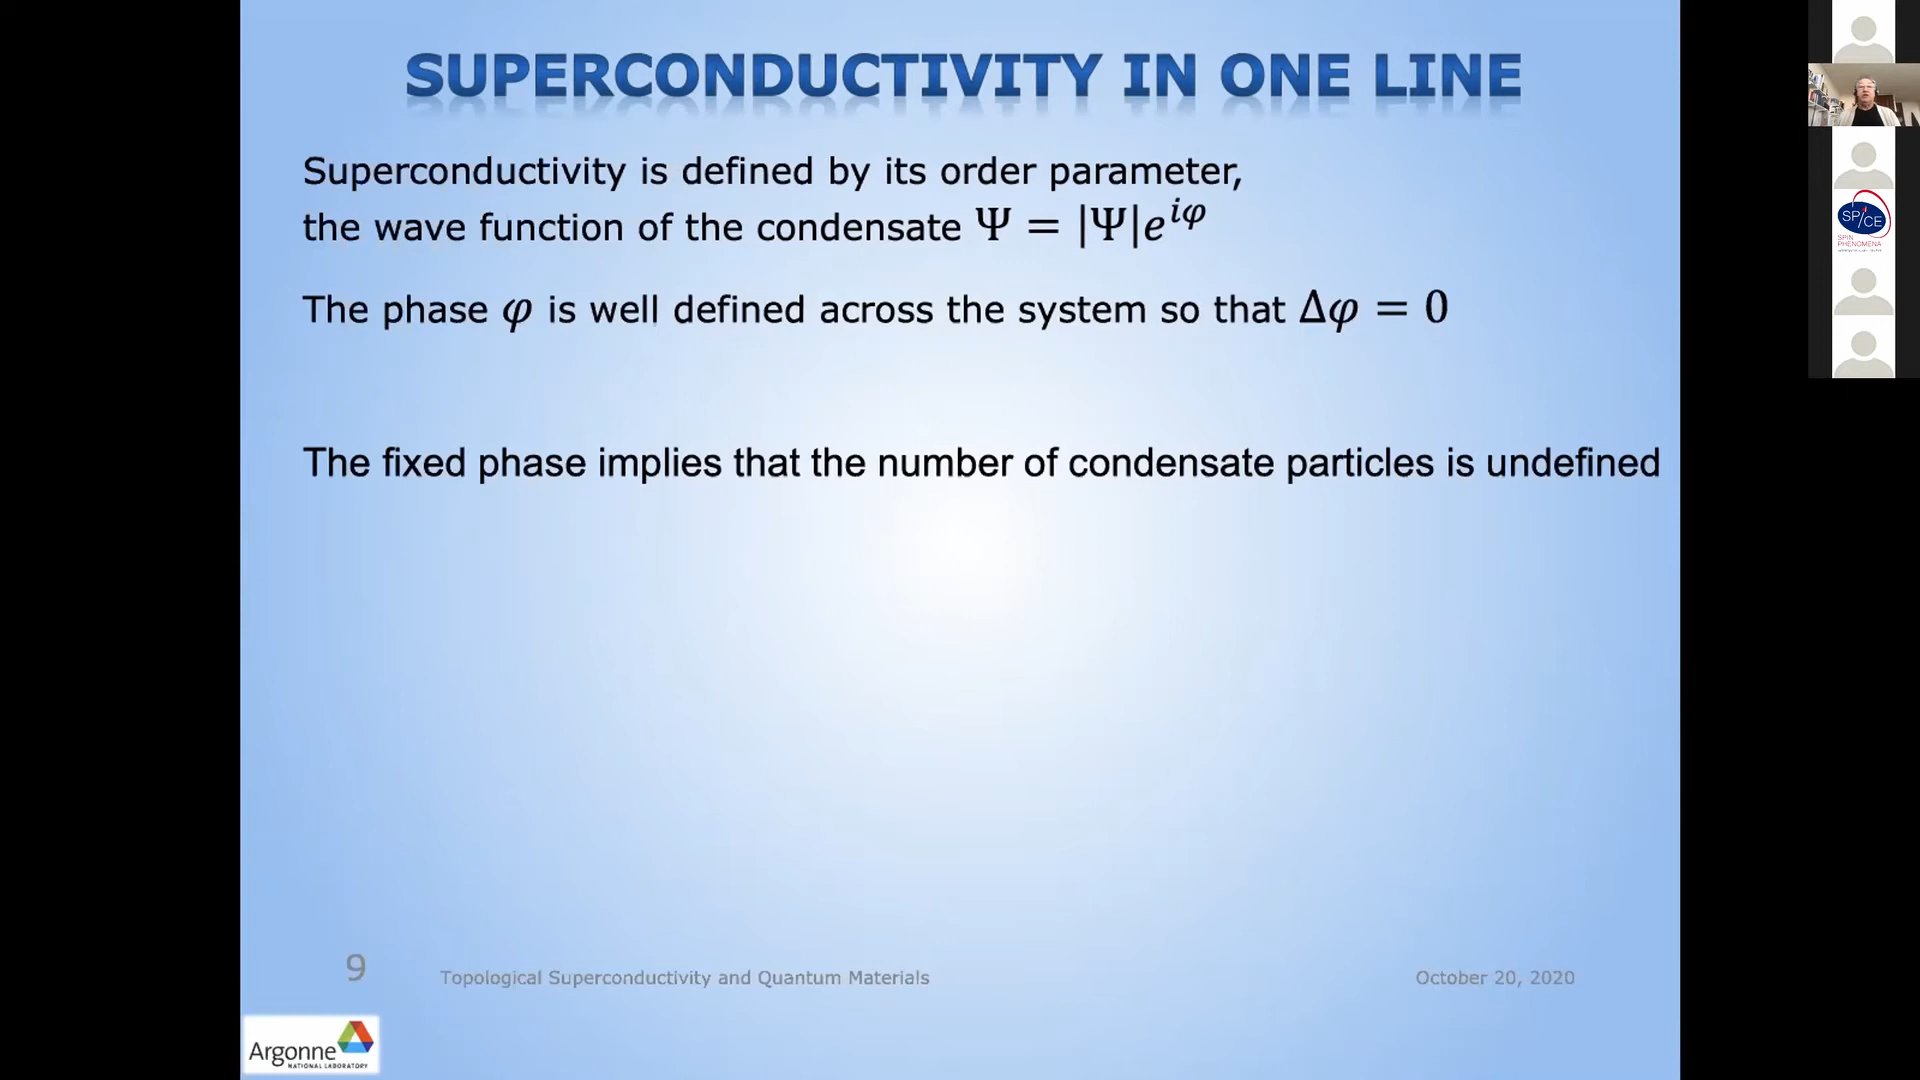 SUPERCONDUCTIVITY IN ONE LINE
Superconductivity is defined by its order parameter,
the wave function of the condensate Ψ = |Ψ|e^{iφ}
The phase φ is well defined across the system so that Δφ = 0
The fixed phase implies that the number of condensate particles is undefined
9
Topological Superconductivity and Quantum Materials
October 20, 2020
Argonne
NATIONAL LABORATORY
SP/CE
SPIN
PHENOMENA